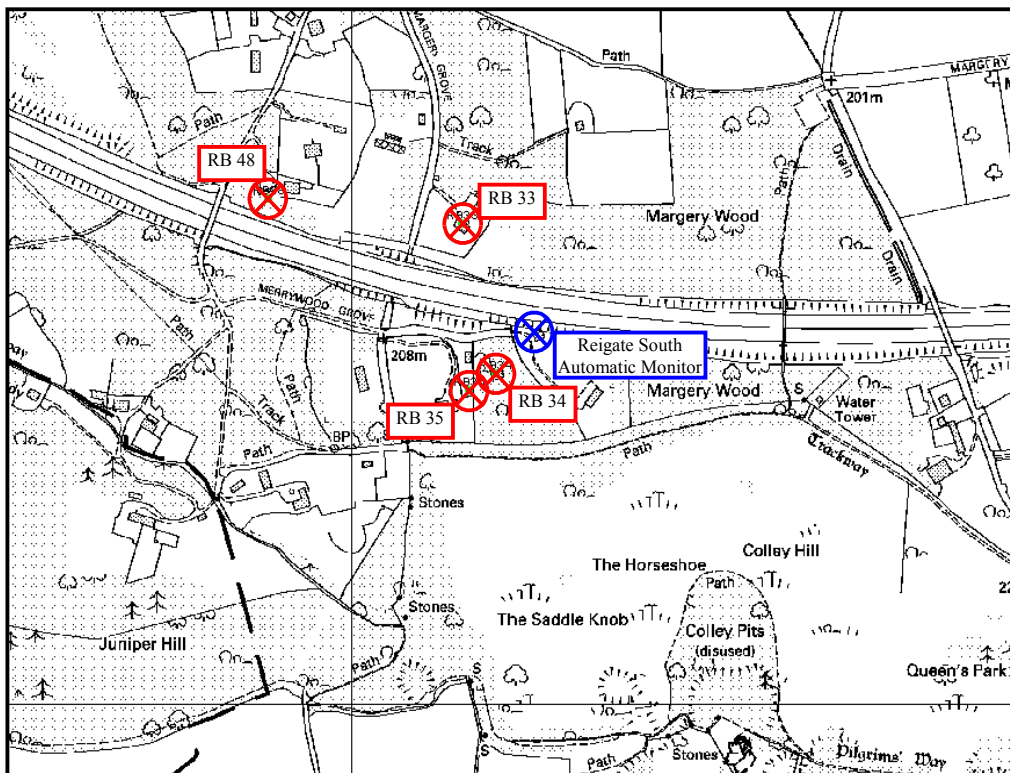 MARGERY GROVE
Path
MARGERY
201m
Path
RB 48
Track
RB 33
Drain
Path
Margery Wood
Drain
MERRYWOOD GROVE
Path
208m
Reigate South
Automatic Monitor
Path
Margery Wood
S
RB 35
RB 34
Water
Tower
Track
BP
Path
Path
Trackway
Stones
Colley Hill
The Horseshoe
Path
Stones
The Saddle Knob
Colley Pits
(disused)
Juniper Hill
Path
Queen's Park
S
S
Stones
Path
Pilgrims' Way